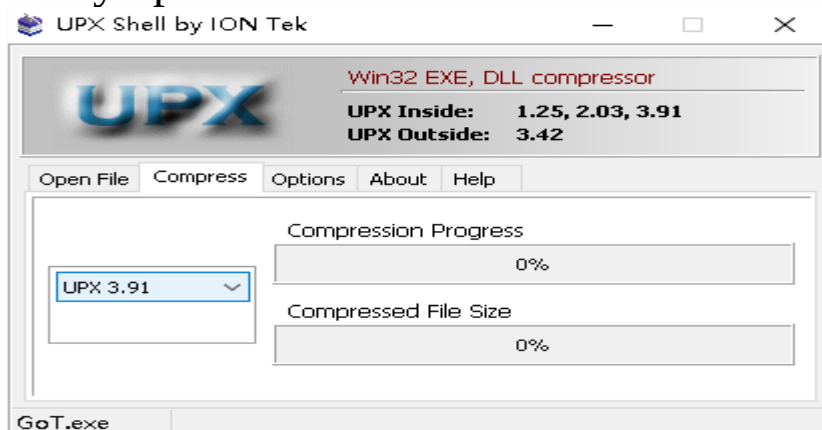 UPX Shell by ION Tek
UPX
Win32 EXE, DLL compressor
UPX Inside: 1.25, 2.03, 3.91
UPX Outside: 3.42
Open File Compress Options About Help
Compression Progress
0%
UPX 3.91
Compressed File Size
0%
GoT.exe